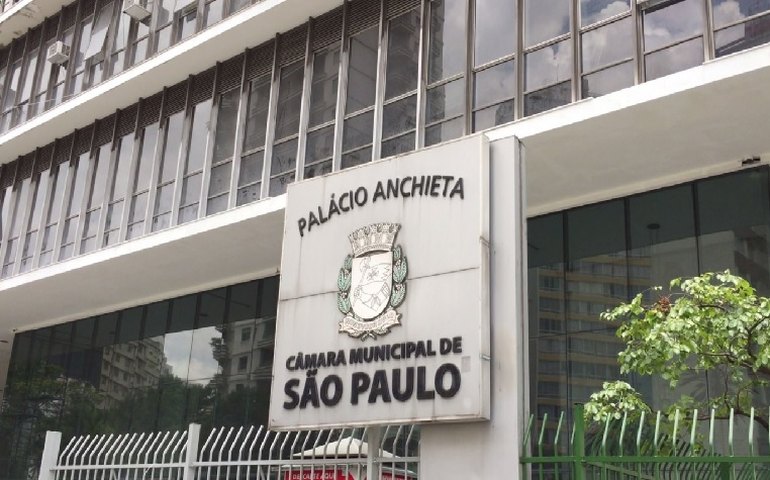 PALÁCIO ANCHIETA
CÂMARA MUNICIPAL DE
SÃO PAULO